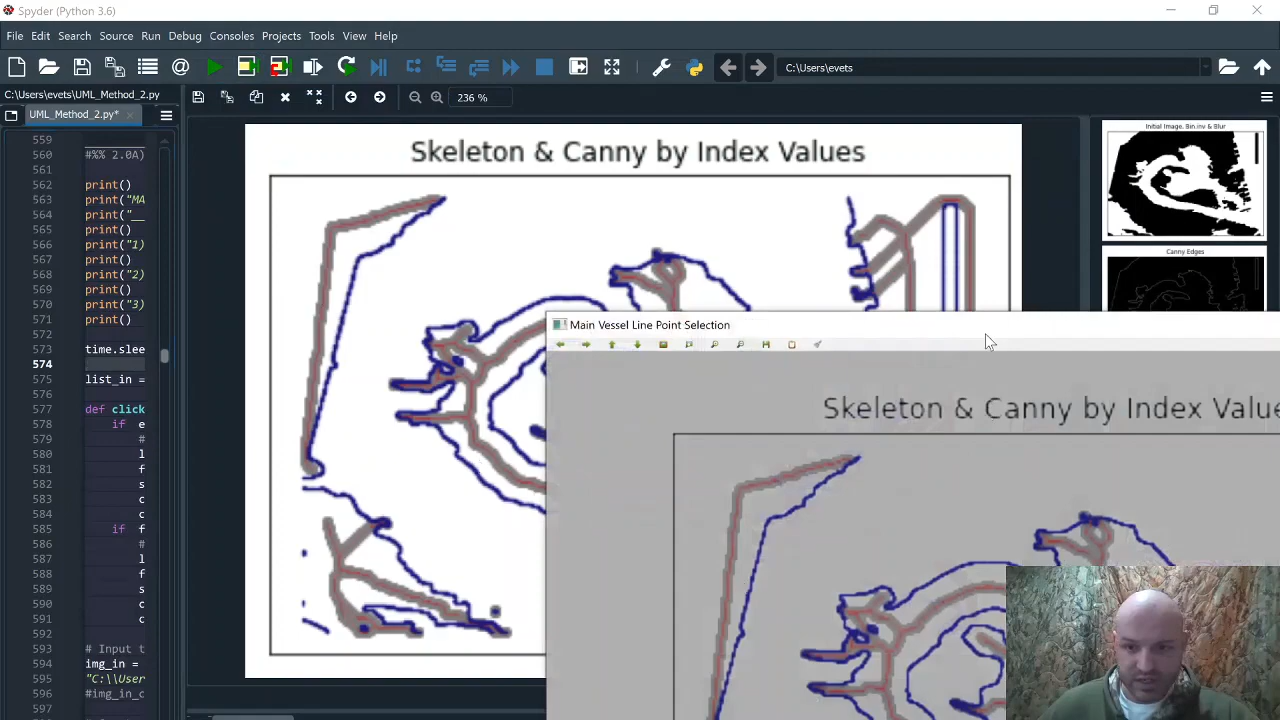 Spyder (Python 3.6)
File Edit Search Source Run Debug Consoles Projects Tools View Help
C:\Users\evets
C:\Users\evets\UML_Method_2.py
UML_Method_2.py*
236 %
559
560 #%% 2.0A)
561
562 print()
563 print("MA
564 print("__
565 print()
566 print("1)
567 print()
568 print("2)
569 print()
570 print("3)
571 print()
572
573 time.slee
574
575 list_in =
576
577 def click
578 if e
579 #
580 l
581 f
582 s
583 c
584 c
585 if f
586 #
587 l
588 f
589 s
590 c
591 c
592
593 # Input t
594 img_in =
595 "C:\\User
596 #img_in_c
597
Skeleton & Canny by Index Values
Initial Image, Bin.inv & Blur
Canny Edges
Main Vessel Line Point Selection
Skeleton & Canny by Index Value